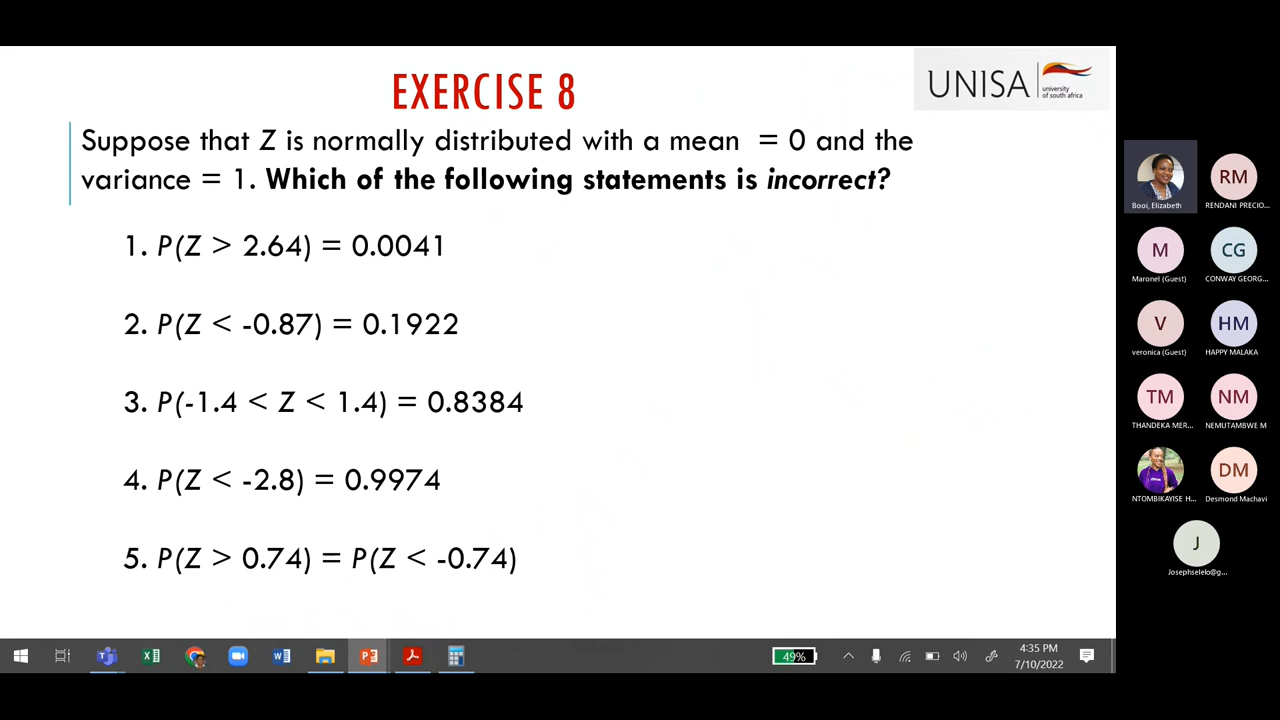 EXERCISE 8
UNISA
university
of south africa
Suppose that Z is normally distributed with a mean = 0 and the
variance = 1. Which of the following statements is incorrect?
1. P(Z > 2.64) = 0.0041
2. P(Z < -0.87) = 0.1922
3. P(-1.4 < Z < 1.4) = 0.8384
4. P(Z < -2.8) = 0.9974
5. P(Z > 0.74) = P(Z < -0.74)
Booi, Elizabeth
RM
RENDANI PRECIO...
M
Maronel (Guest)
CG
CONWAY GEORG...
V
veronica (Guest)
HM
HAPPY MALAKA
TM
THANDEKA MER...
NM
NEMUTAMBWE M
NTOMBIKAYISE H...
DM
Desmond Machavi
J
Josephselelo@g...
49%
4:35 PM
7/10/2022